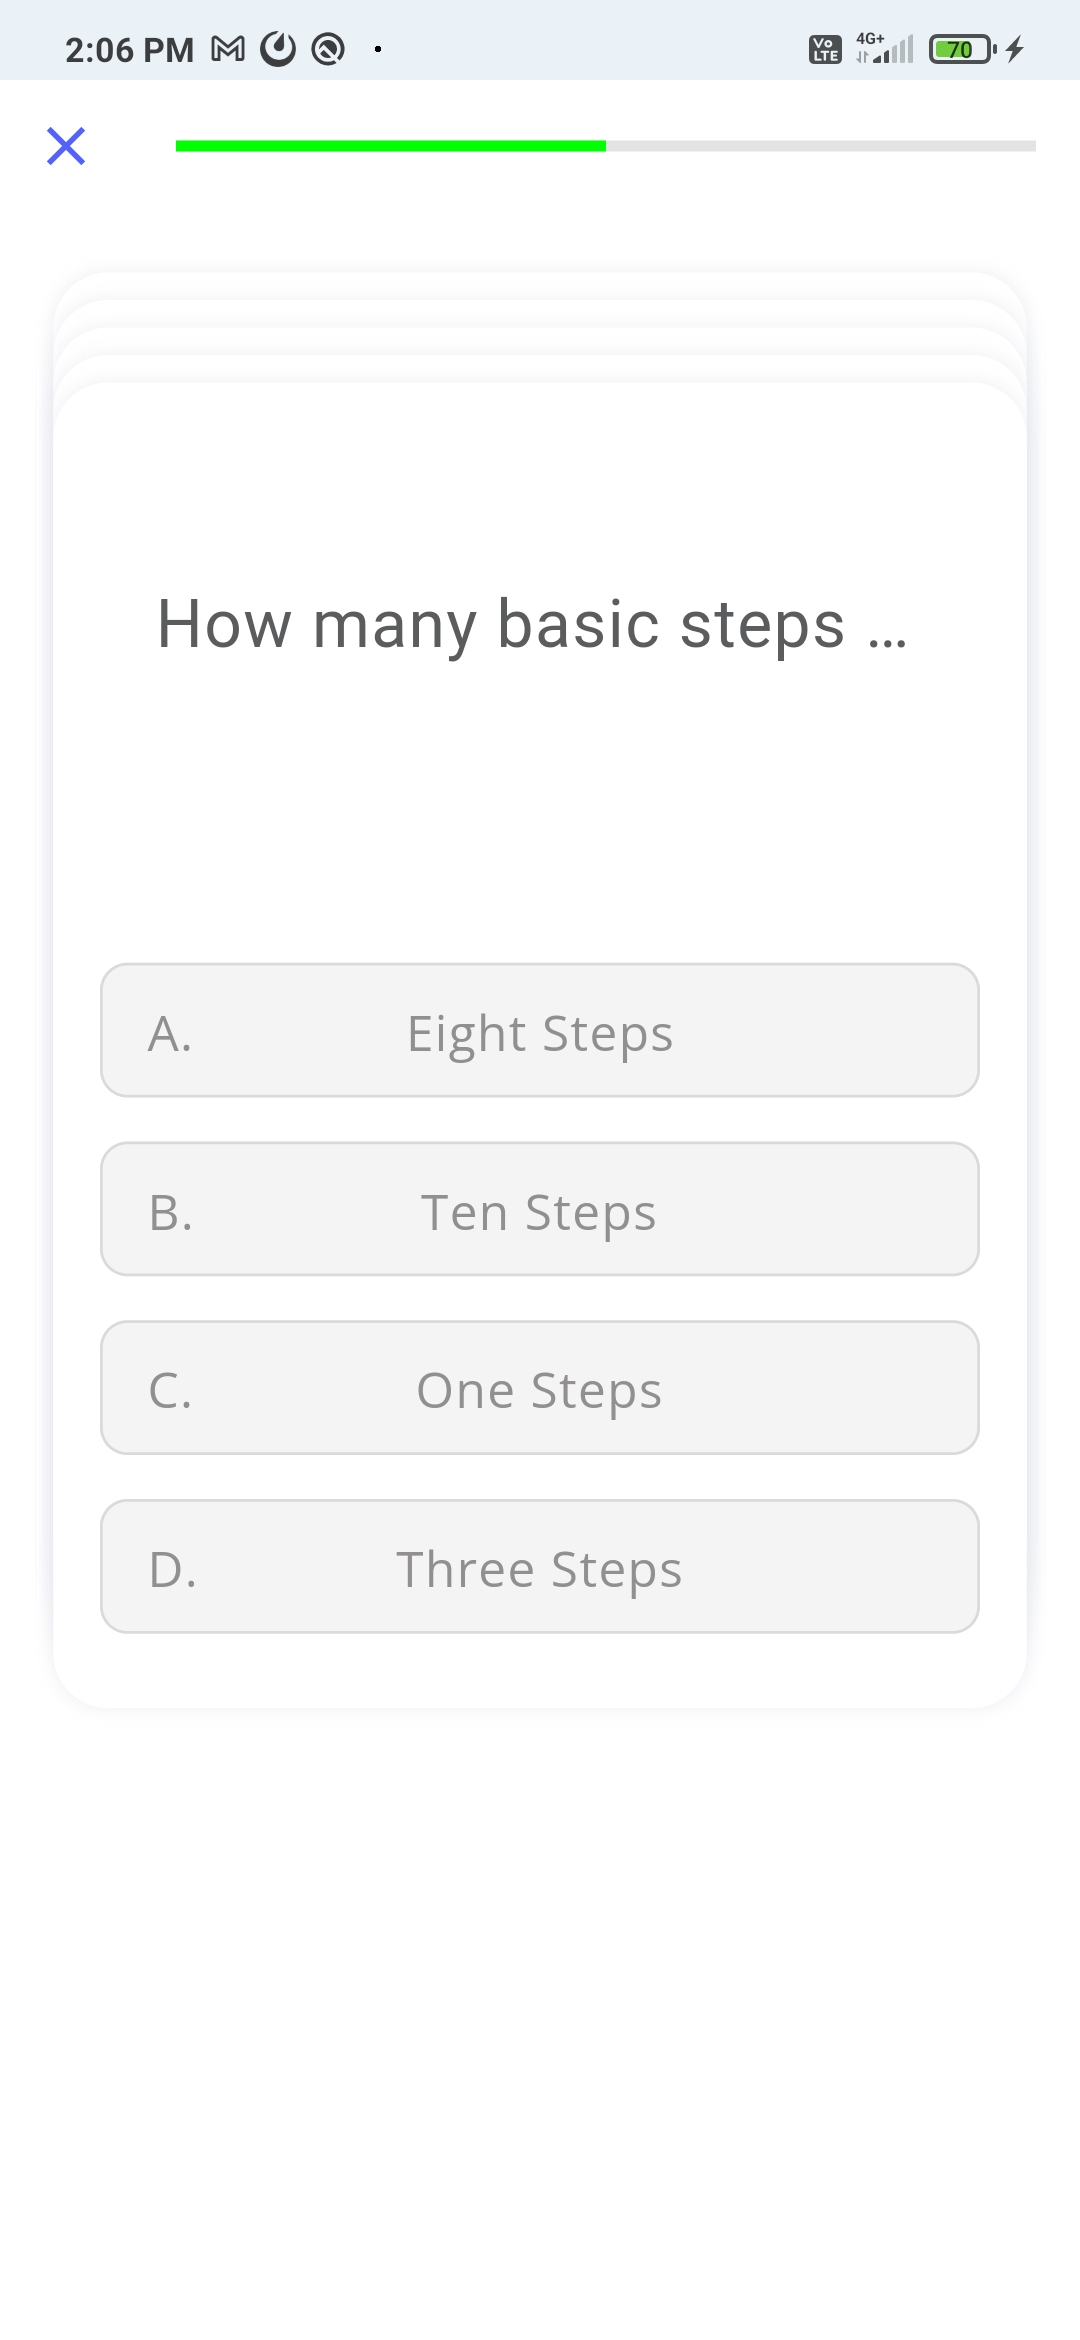 2:06 PM
Vo LTE
4G+
70
How many basic steps ...
A. Eight Steps
B. Ten Steps
C. One Steps
D. Three Steps